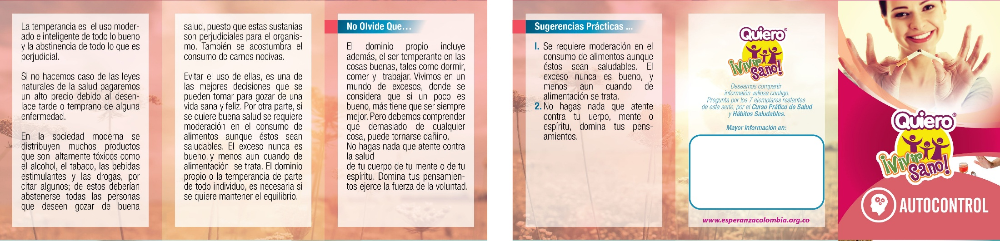 La temperancia es el uso moder-
ado e inteligente de todo lo bueno
y la abstinencia de todo lo que es
perjudicial.
Si no hacemos caso de las leyes
naturales de la salud pagaremos
un alto precio debido al desen-
lace tarde o temprano de alguna
enfermedad.
En la sociedad moderna se
distribuyen muchos productos
que son altamente tóxicos como
el alcohol, el tabaco, las bebidas
estimulantes y las drogas, por
citar algunos; de estos deberían
abstenerse todas las personas
que deseen gozar de buena
salud, puesto que estas sustanias
son perjudiciales para el organis-
mo. También se acostumbra el
consumo de carnes nocivas.
Evitar el uso de ellas, es una de
las mejores decisiones que se
pueden tomar para gozar de una
vida sana y feliz. Por otra parte, si
se quiere buena salud se requiere
moderación en el consumo de
alimentos aunque éstos sean
saludables. El exceso nunca es
bueno, y menos aun cuando de
alimentación se trata. El dominio
propio o la temperancia de parte
de todo individuo, es necesaria si
se quiere mantener el equilibrio.
No Olvide Que...
El dominio propio incluye
además, el ser temperante en las
cosas buenas, tales como dormir,
comer y trabajar. Vivimos en un
mundo de excesos, donde se
considera que si un poco es
bueno, más tiene que ser siempre
mejor. Pero debemos comprender
que demasiado de cualquier
cosa, puede tornarse dañino.
No hagas nada que atente contra
la salud
de tu cuerpo de tu mente o de tu
espíritu. Domina tus pensamien-
tos ejerce la fuerza de la voluntad.
Sugerencias Prácticas ...
1. Se requiere moderación en el
consumo de alimentos aunque
éstos sean saludables. El
exceso nunca es bueno, y
menos aun cuando de
alimentación se trata.
2. No hagas nada que atente
contra tu uerpo, mente o
espíritu, domina tus pens-
amientos.
Quiero®
¡Vivir
Sano!
Deseamos compartir
informaión valiosa contigo.
Pregunta por los 7 ejemplares restantes
de esta serie, por el Curso Prático de Salud
y Hábitos Saludables.
Mayor Información en:
www.esperanzacolombia.org.co
Quiero®
¡Vivir
Sano!
AUTOCONTROL